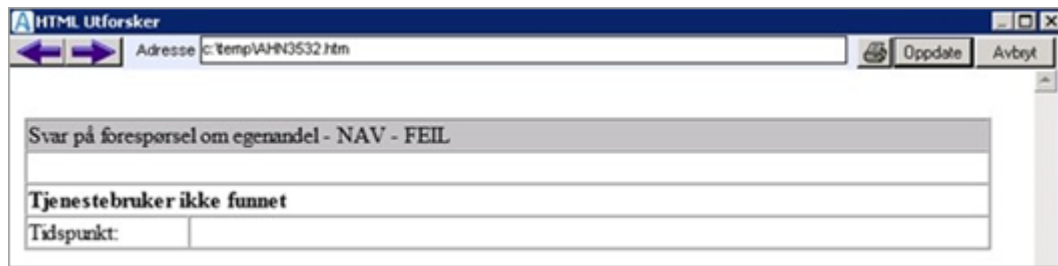 HTML Utforsker
Adresse c:\temp\AHN3532.htm Oppdate Avbryt
Svar på forespørsel om egenandel - NAV - FEIL
Tjenestebruker ikke funnet
Tidspunkt: